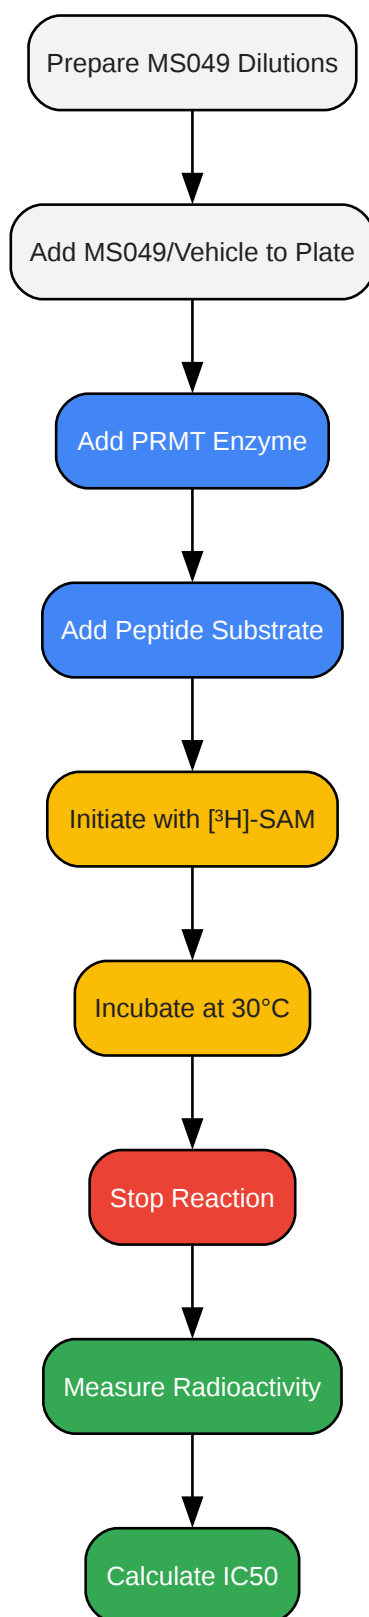 Prepare MS049 Dilutions
Add MS049/Vehicle to Plate
Add PRMT Enzyme
Add Peptide Substrate
Initiate with [³H]-SAM
Incubate at 30°C
Stop Reaction
Measure Radioactivity
Calculate IC50